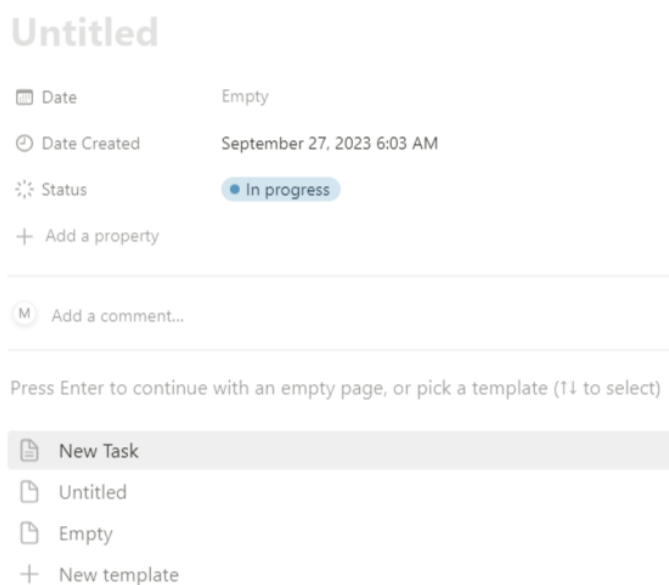 Untitled
Date Empty
Date Created September 27, 2023 6:03 AM
Status In progress
Add a property
M Add a comment...
Press Enter to continue with an empty page, or pick a template (↑↓ to select)
New Task
Untitled
Empty
New template